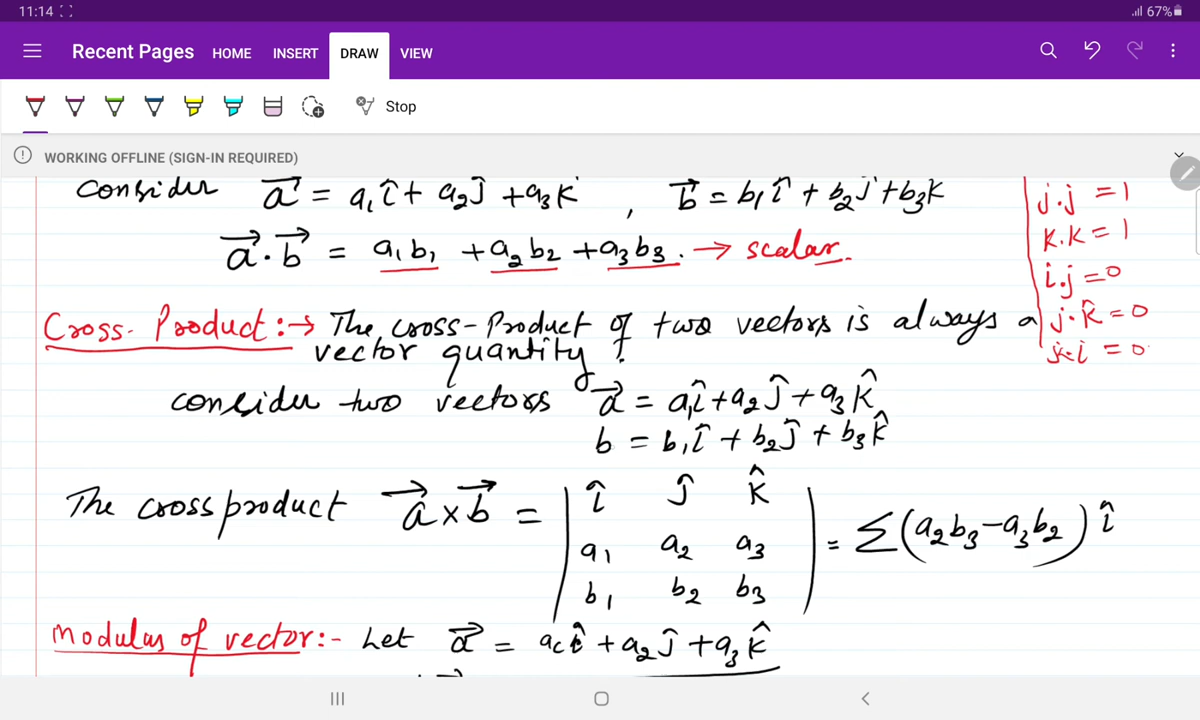 11:14 67%
Recent Pages HOME INSERT DRAW VIEW
Stop
WORKING OFFLINE (SIGN-IN REQUIRED)
Consider a⃗ = a₁î + a₂ĵ + a₃k̂ , b⃗ = b₁î + b₂ĵ + b₃k
j.j = 1
k.k = 1
a⃗.b⃗ = a₁b₁ + a₂b₂ + a₃b₃. → scalar.
i.j = 0
j.k̂ = 0
k.i = 0.
Cross-Product :→ The cross-Product of two vectors is always a
vector quantity.
consider two vectors a⃗ = a₁î + a₂ĵ + a₃k̂
b = b₁î + b₂ĵ + b₃k̂
The cross product a⃗ x b⃗ = | î ĵ k̂ |
| a₁ a₂ a₃ | = Σ(a₂b₃ - a₃b₂) î
| b₁ b₂ b₃ |
Modulus of vector:- Let a⃗ = a₁î + a₂ĵ + a₃k̂